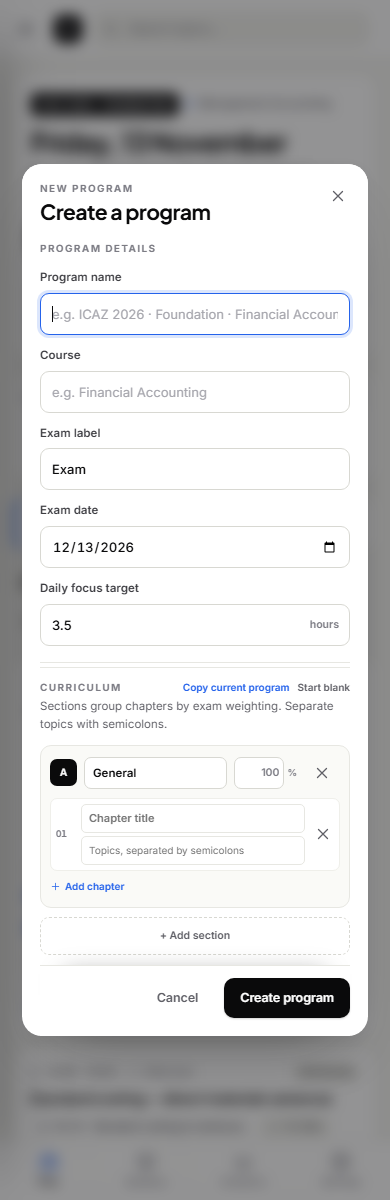 Friday, 13 November
NEW PROGRAM
Create a program
PROGRAM DETAILS
Program name
e.g. ICAZ 2026 · Foundation · Financial Accour
Course
e.g. Financial Accounting
Exam label
Exam
Exam date
12/13/2026
Daily focus target
3.5 hours
CURRICULUM Copy current program Start blank
Sections group chapters by exam weighting. Separate
topics with semicolons.
A General 100 %
01 Chapter title
Topics, separated by semicolons
+ Add chapter
+ Add section
Cancel Create program